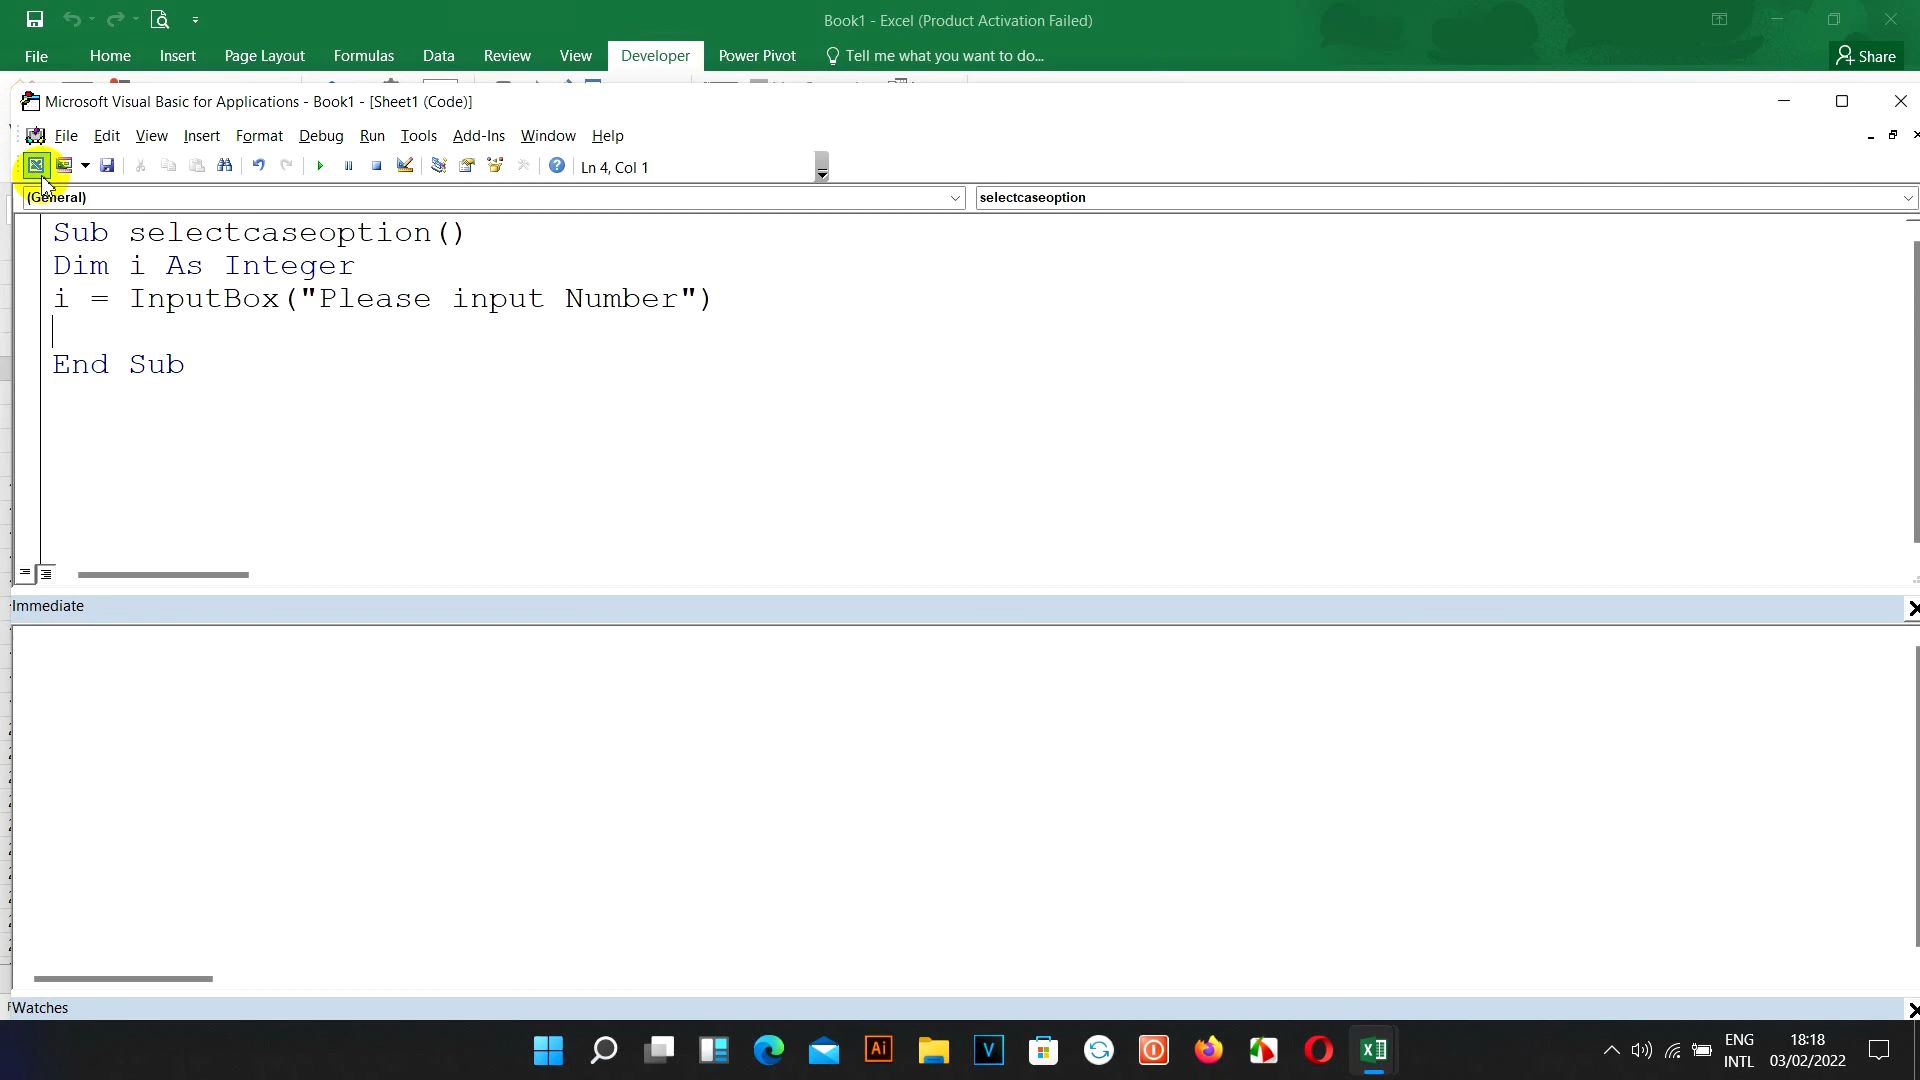 Book1 - Excel (Product Activation Failed)
File Home Insert Page Layout Formulas Data Review View Developer Power Pivot Tell me what you want to do... Share
Microsoft Visual Basic for Applications - Book1 - [Sheet1 (Code)]
File Edit View Insert Format Debug Run Tools Add-Ins Window Help
Ln 4, Col 1
(General) selectcaseoption
Sub selectcaseoption()
Dim i As Integer
i = InputBox("Please input Number")
End Sub
Immediate
Watches
Ai V
ENG 18:18
INTL 03/02/2022